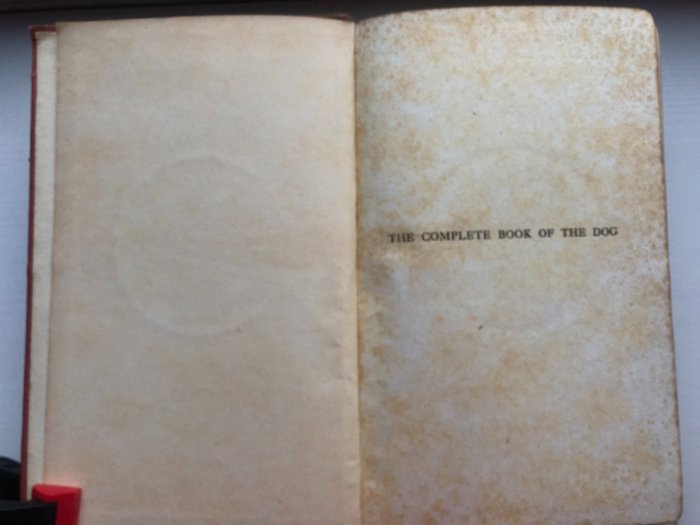 THE COMPLETE BOOK OF THE DOG